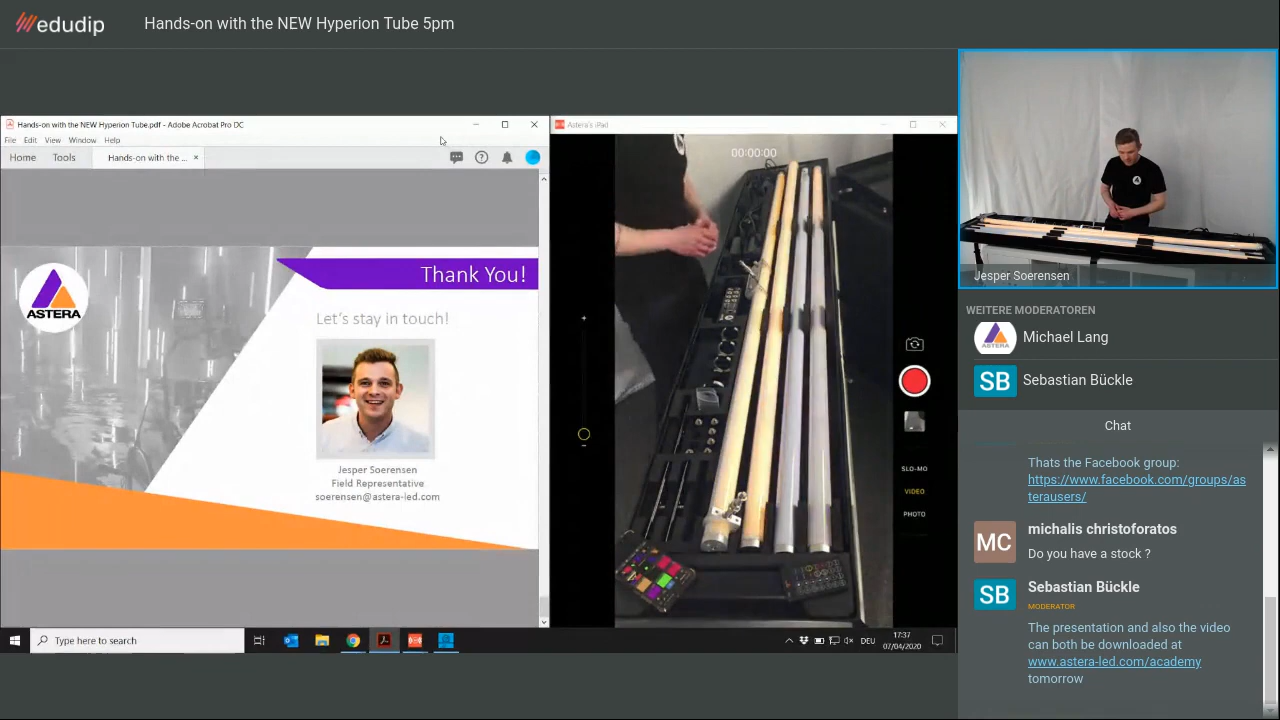 edudip
Hands-on with the NEW Hyperion Tube 5pm
Hands-on with the NEW Hyperion Tube.pdf - Adobe Acrobat Pro DC
File Edit View Window Help
Home Tools Hands-on with the ... ×
ASTERA
Thank You!
Let's stay in touch!
Jesper Soerensen
Field Representative
soerensen@astera-led.com
Astera's iPad
00:00:00
SLO-MO
VIDEO
PHOTO
Type here to search
DEU
17:37
07/04/2020
Jesper Soerensen
WEITERE MODERATOREN
Michael Lang
SB Sebastian Bückle
Chat
Thats the Facebook group:
https://www.facebook.com/groups/as
terausers/
MC michalis christoforatos
Do you have a stock ?
SB Sebastian Bückle
MODERATOR
The presentation and also the video
can both be downloaded at
www.astera-led.com/academy
tomorrow